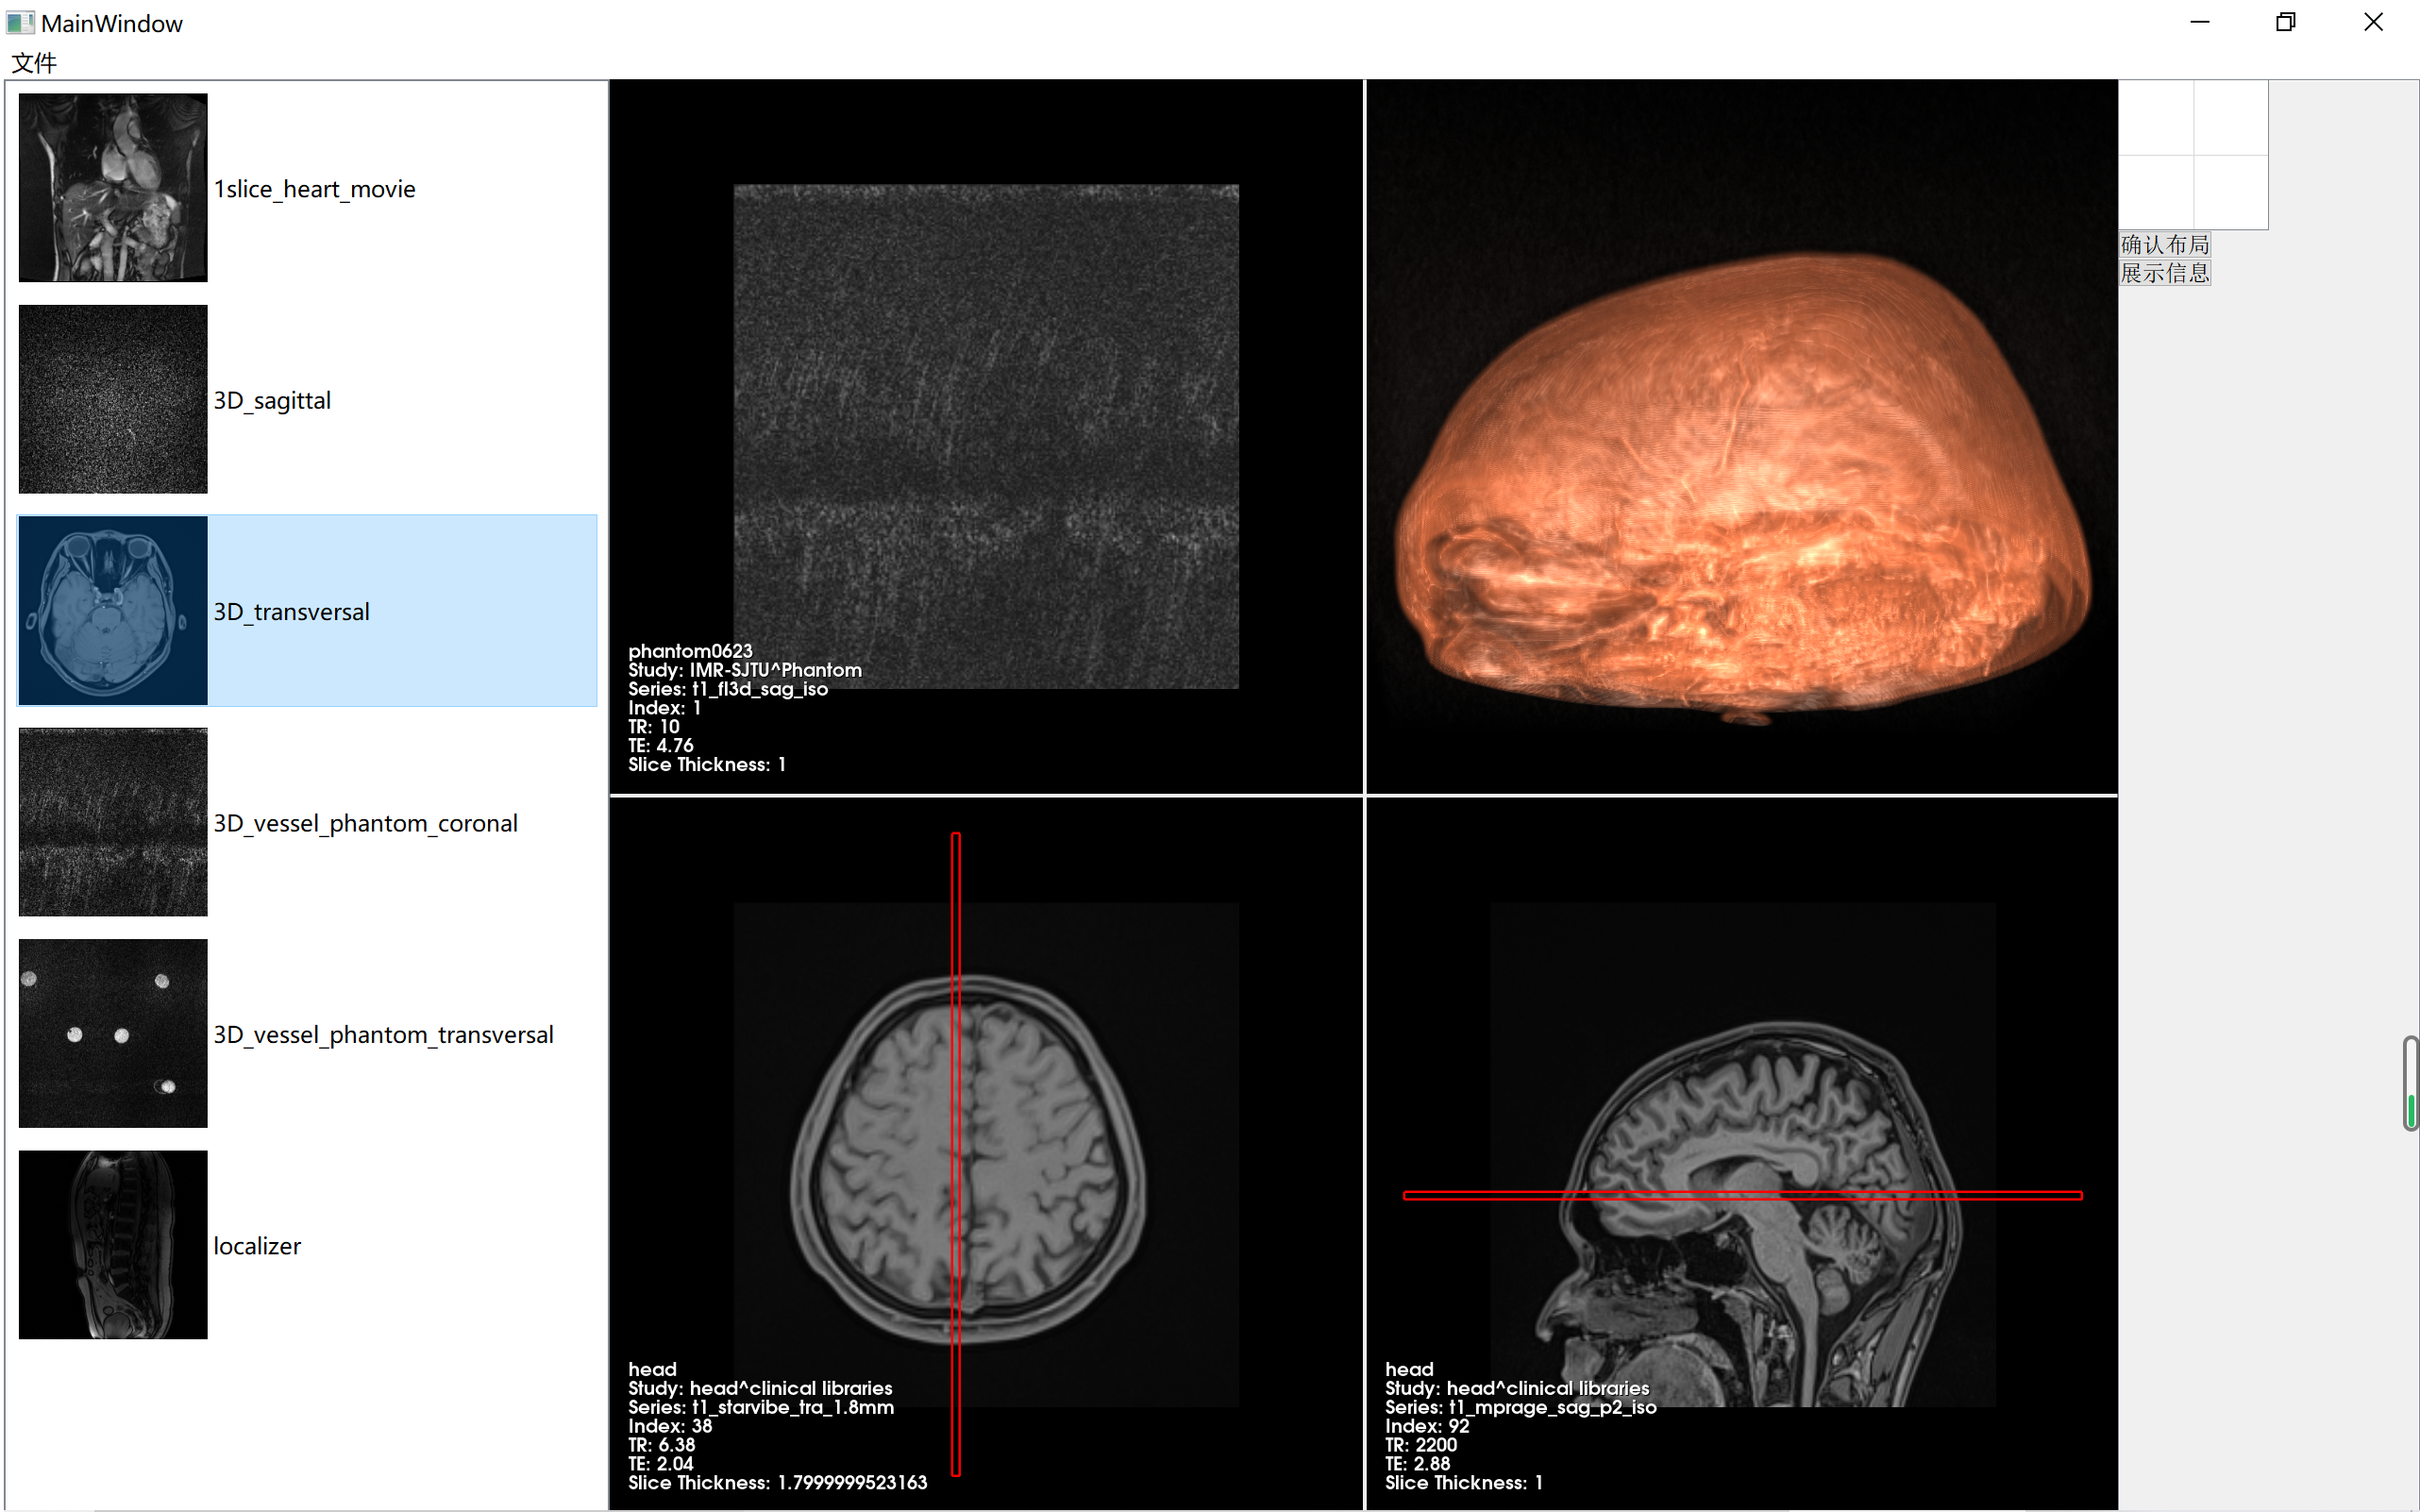 MainWindow
文件
1slice_heart_movie
3D_sagittal
3D_transversal
3D_vessel_phantom_coronal
3D_vessel_phantom_transversal
localizer
phantom0623
Study: IMR-SJTU^Phantom
Series: t1_fl3d_sag_iso
Index: 1
TR: 10
TE: 4.76
Slice Thickness: 1
head
Study: head^clinical libraries
Series: t1_starvibe_tra_1.8mm
Index: 38
TR: 6.38
TE: 2.04
Slice Thickness: 1.7999999523163
head
Study: head^clinical libraries
Series: t1_mprage_sag_p2_iso
Index: 92
TR: 2200
TE: 2.88
Slice Thickness: 1
确认布局
展示信息